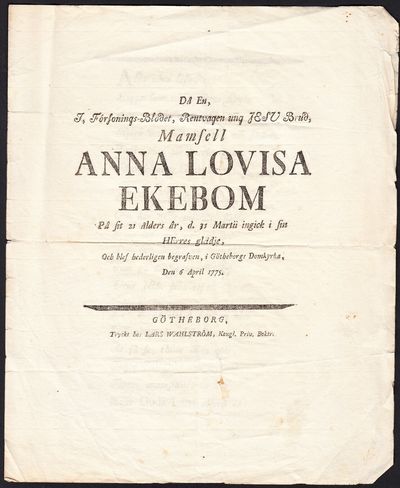 Då En,
I, Försonings-Blodet, Rentvagen ung JESU Brud,
Mamsell
ANNA LOVISA
EKEBOM
På sit 21 ålders år, d. 31 Martii ingick i sin
HErres glädje,
Och blef hederligen begrafven, i Götheborgs Domkyrka,
Den 6 April 1775.
GÖTHEBORG,
Tryckt hos LARS WAHLSTRÖM, Kongl. Priv. Boktr.